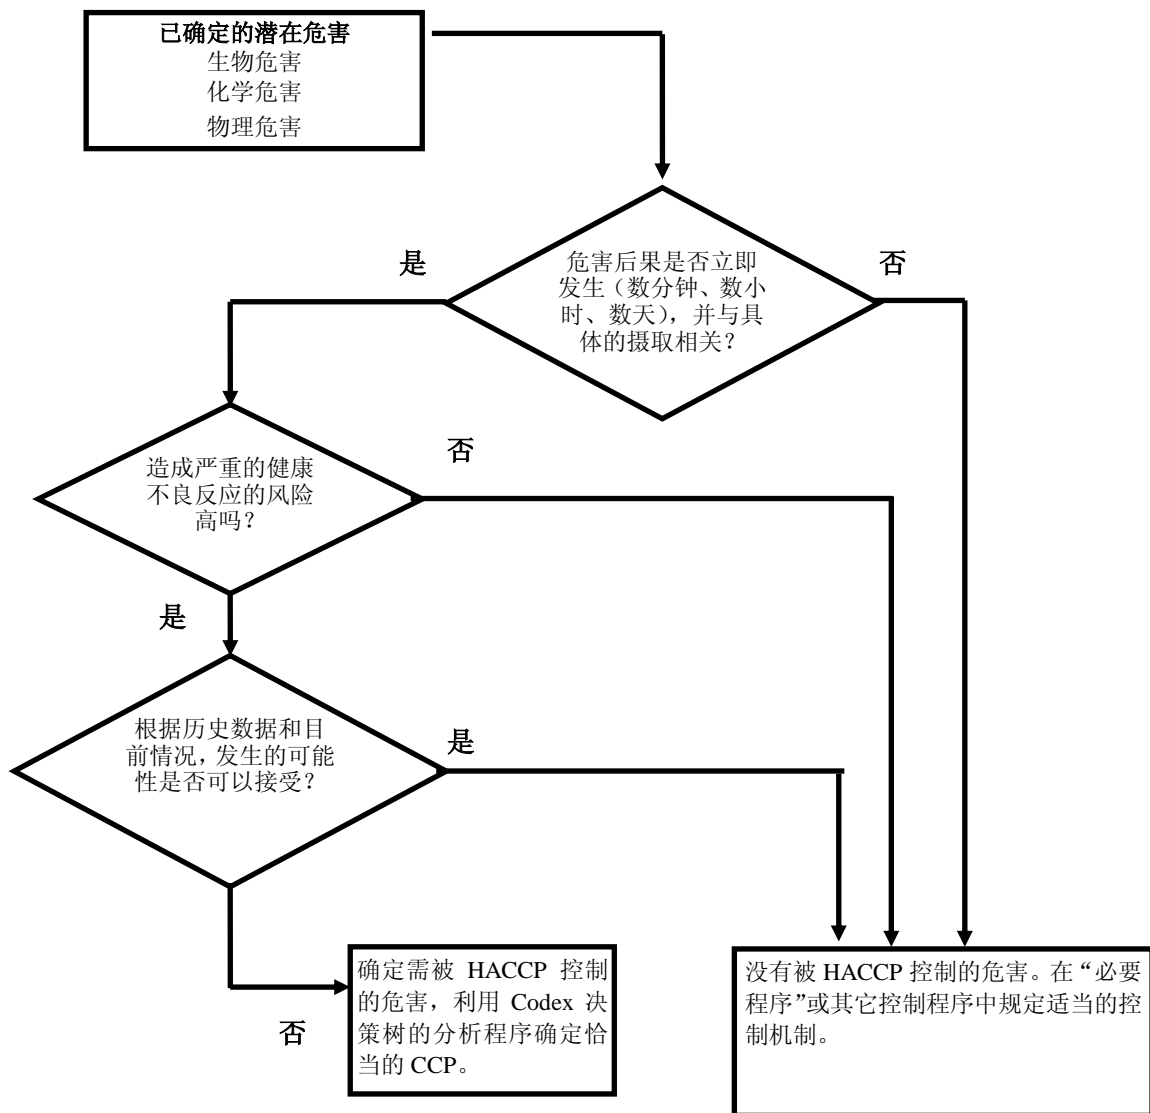 已确定的潜在危害
生物危害
化学危害
物理危害
是
否
危害后果是否立即
发生（数分钟、数小
时、数天），并与具
体的摄取相关？
否
造成严重的健康
不良反应的风险
高吗？
是
根据历史数据和目
前情况，发生的可能
性是否可以接受？
是
确定需被 HACCP 控制
的危害，利用 Codex 决
策树的分析程序确定恰
当的 CCP。
否
没有被 HACCP 控制的危害。在“必要
程序”或其它控制程序中规定适当的控
制机制。